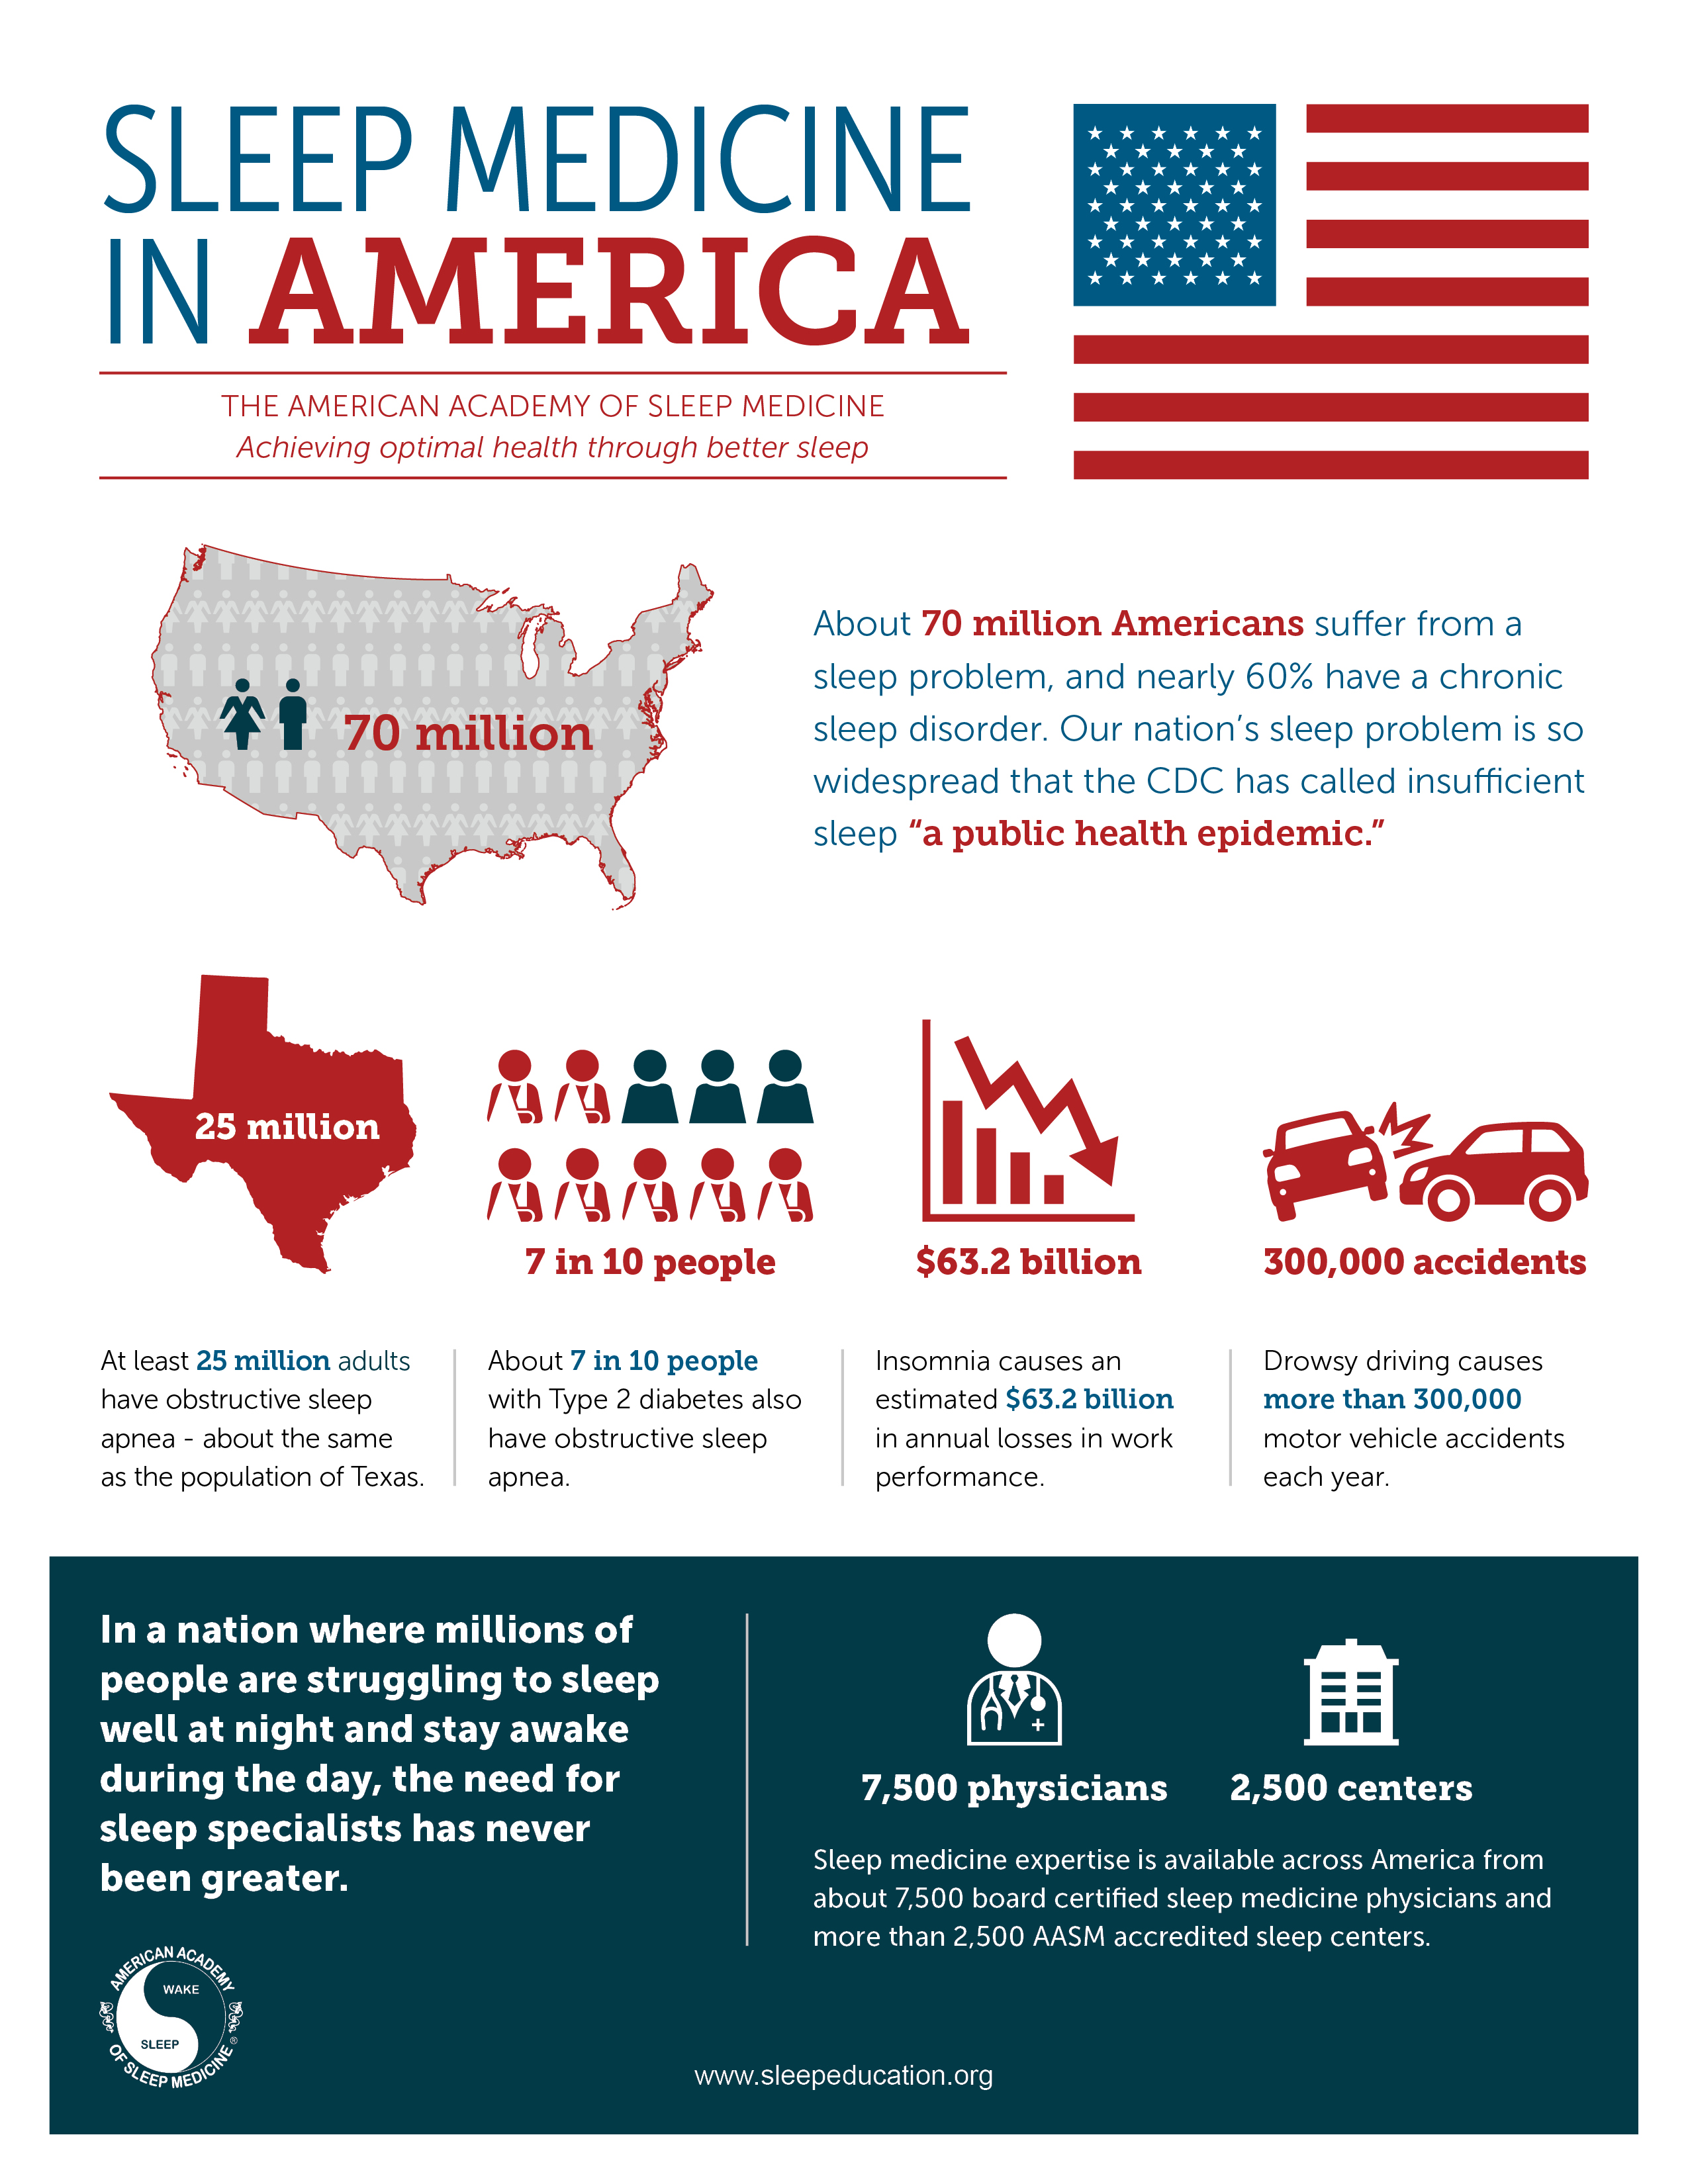 SLEEP MEDICINE
IN AMERICA
THE AMERICAN ACADEMY OF SLEEP MEDICINE
Achieving optimal health through better sleep
70 million
About 70 million Americans suffer from a
sleep problem, and nearly 60% have a chronic
sleep disorder. Our nation’s sleep problem is so
widespread that the CDC has called insufficient
sleep “a public health epidemic.”
25 million
7 in 10 people
$63.2 billion
300,000 accidents
At least 25 million adults
have obstructive sleep
apnea - about the same
as the population of Texas.
About 7 in 10 people
with Type 2 diabetes also
have obstructive sleep
apnea.
Insomnia causes an
estimated $63.2 billion
in annual losses in work
performance.
Drowsy driving causes
more than 300,000
motor vehicle accidents
each year.
In a nation where millions of
people are struggling to sleep
well at night and stay awake
during the day, the need for
sleep specialists has never
been greater.
7,500 physicians
2,500 centers
Sleep medicine expertise is available across America from
about 7,500 board certified sleep medicine physicians and
more than 2,500 AASM accredited sleep centers.
AMERICAN ACADEMY
WAKE
SLEEP
OF SLEEP MEDICINE ®
www.sleepeducation.org